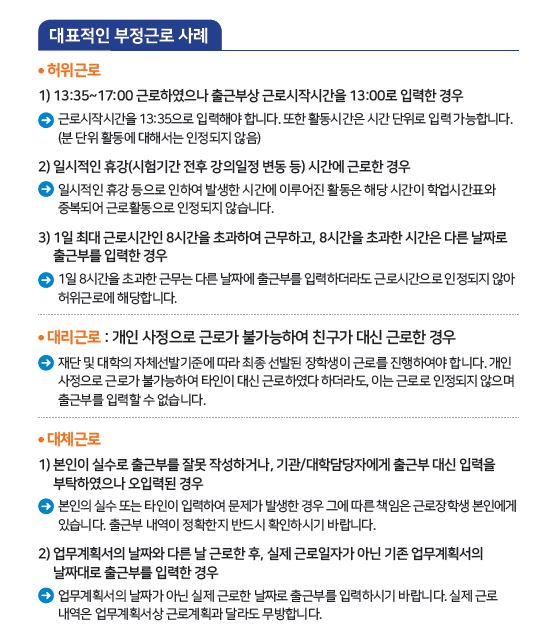 대표적인 부정근로 사례
• 허위근로
1) 13:35~17:00 근로하였으나 출근부상 근로시작시간을 13:00로 입력한 경우
근로시작시간을 13:35으로 입력해야 합니다. 또한 활동시간은 시간 단위로 입력 가능합니다.
(분 단위 활동에 대해서는 인정되지 않음)
2) 일시적인 휴강(시험기간 전후 강의일정 변동 등) 시간에 근로한 경우
일시적인 휴강 등으로 인하여 발생한 시간에 이루어진 활동은 해당 시간이 학업시간표와
중복되어 근로활동으로 인정되지 않습니다.
3) 1일 최대 근로시간인 8시간을 초과하여 근무하고, 8시간을 초과한 시간은 다른 날짜로
출근부를 입력한 경우
1일 8시간을 초과한 근무는 다른 날짜에 출근부를 입력하더라도 근로시간으로 인정되지 않아
허위근로에 해당합니다.
• 대리근로 : 개인 사정으로 근로가 불가능하여 친구가 대신 근로한 경우
재단 및 대학의 자체선발기준에 따라 최종 선발된 장학생이 근로를 진행하여야 합니다. 개인
사정으로 근로가 불가능하여 타인이 대신 근로하였다 하더라도, 이는 근로로 인정되지 않으며
출근부를 입력할 수 없습니다.
• 대체근로
1) 본인이 실수로 출근부를 잘못 작성하거나, 기관/대학담당자에게 출근부 대신 입력을
부탁하였으나 오입력된 경우
본인의 실수 또는 타인이 입력하여 문제가 발생한 경우 그에 따른 책임은 근로장학생 본인에게
있습니다. 출근부 내역이 정확한지 반드시 확인하시기 바랍니다.
2) 업무계획서의 날짜와 다른 날 근로한 후, 실제 근로일자가 아닌 기존 업무계획서의
날짜대로 출근부를 입력한 경우
업무계획서의 날짜가 아닌 실제 근로한 날짜로 출근부를 입력하시기 바랍니다. 실제 근로
내역은 업무계획서상 근로계획과 달라도 무방합니다.